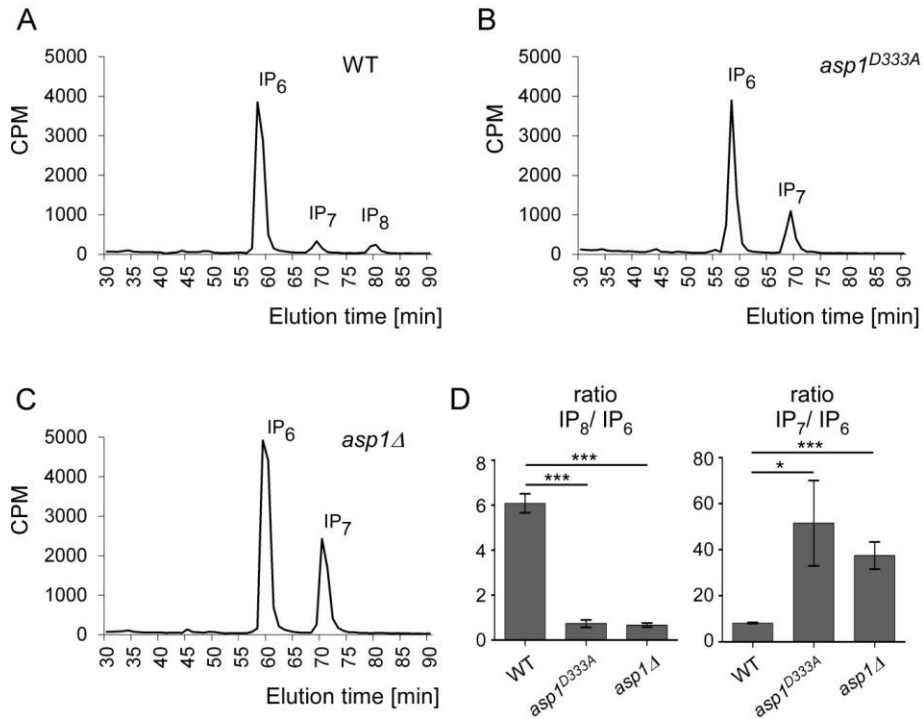 A
WT
5000
4000
3000
2000
1000
0
CPM
IP6
IP7
IP8
30 35 40 45 50 55 60 65 70 75 80 85 90
Elution time [min]
B
asp1D333A
5000
4000
3000
2000
1000
0
CPM
IP6
IP7
30 35 40 45 50 55 60 65 70 75 80 85 90
Elution time [min]
C
asp1Δ
5000
4000
3000
2000
1000
0
CPM
IP6
IP7
30 35 40 45 50 55 60 65 70 75 80 85 90
Elution time [min]
D
ratio
IP8/ IP6
***
***
8
6
4
2
0
WT
asp1D333A
asp1Δ
ratio
IP7/ IP6
***
*
80
60
40
20
0
WT
asp1D333A
asp1Δ